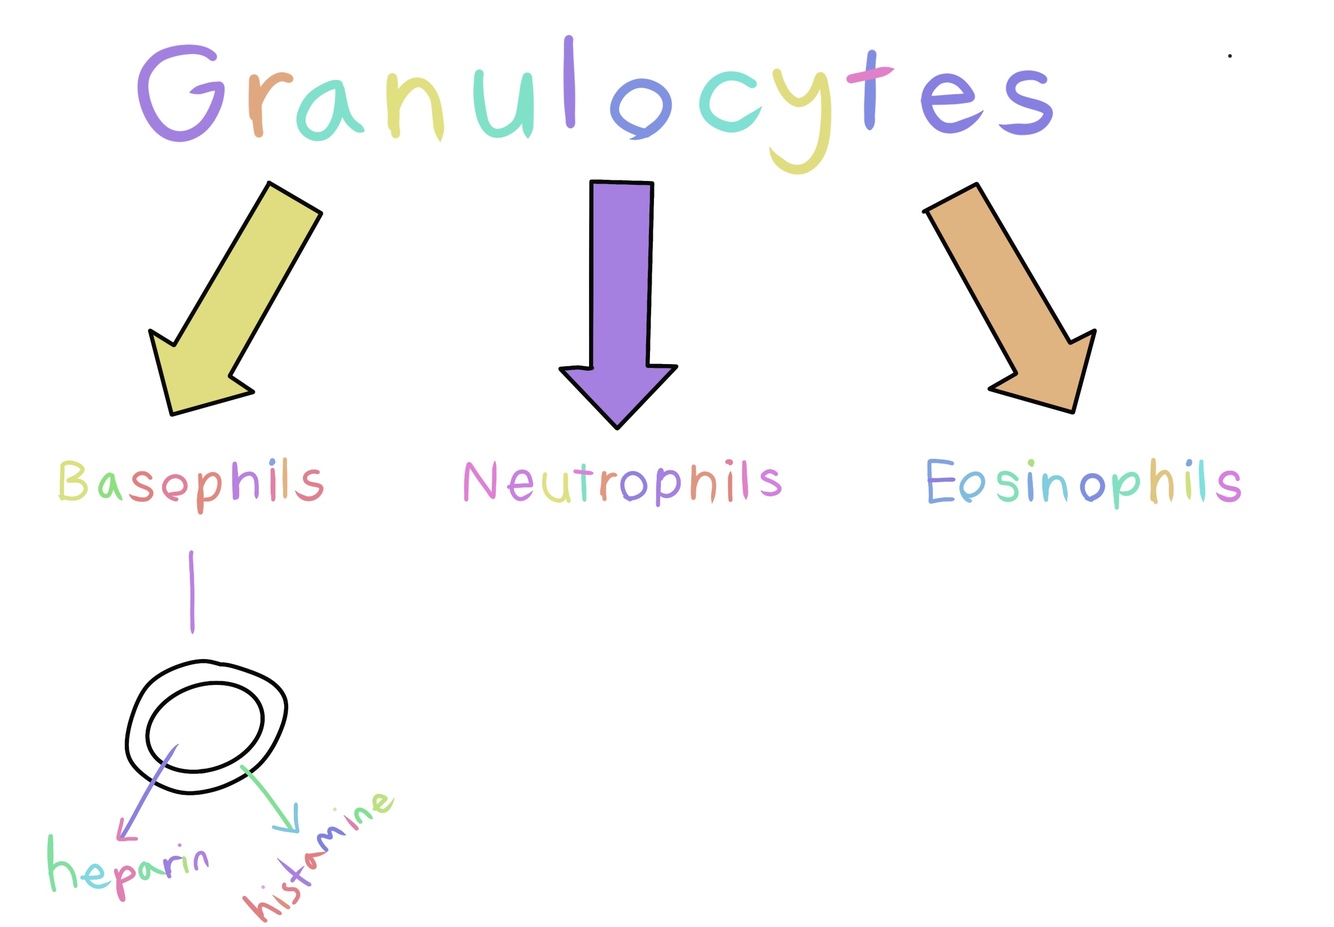 Granulocytes
Basophils
Neutrophils
Eosinophils
heparin
histamine